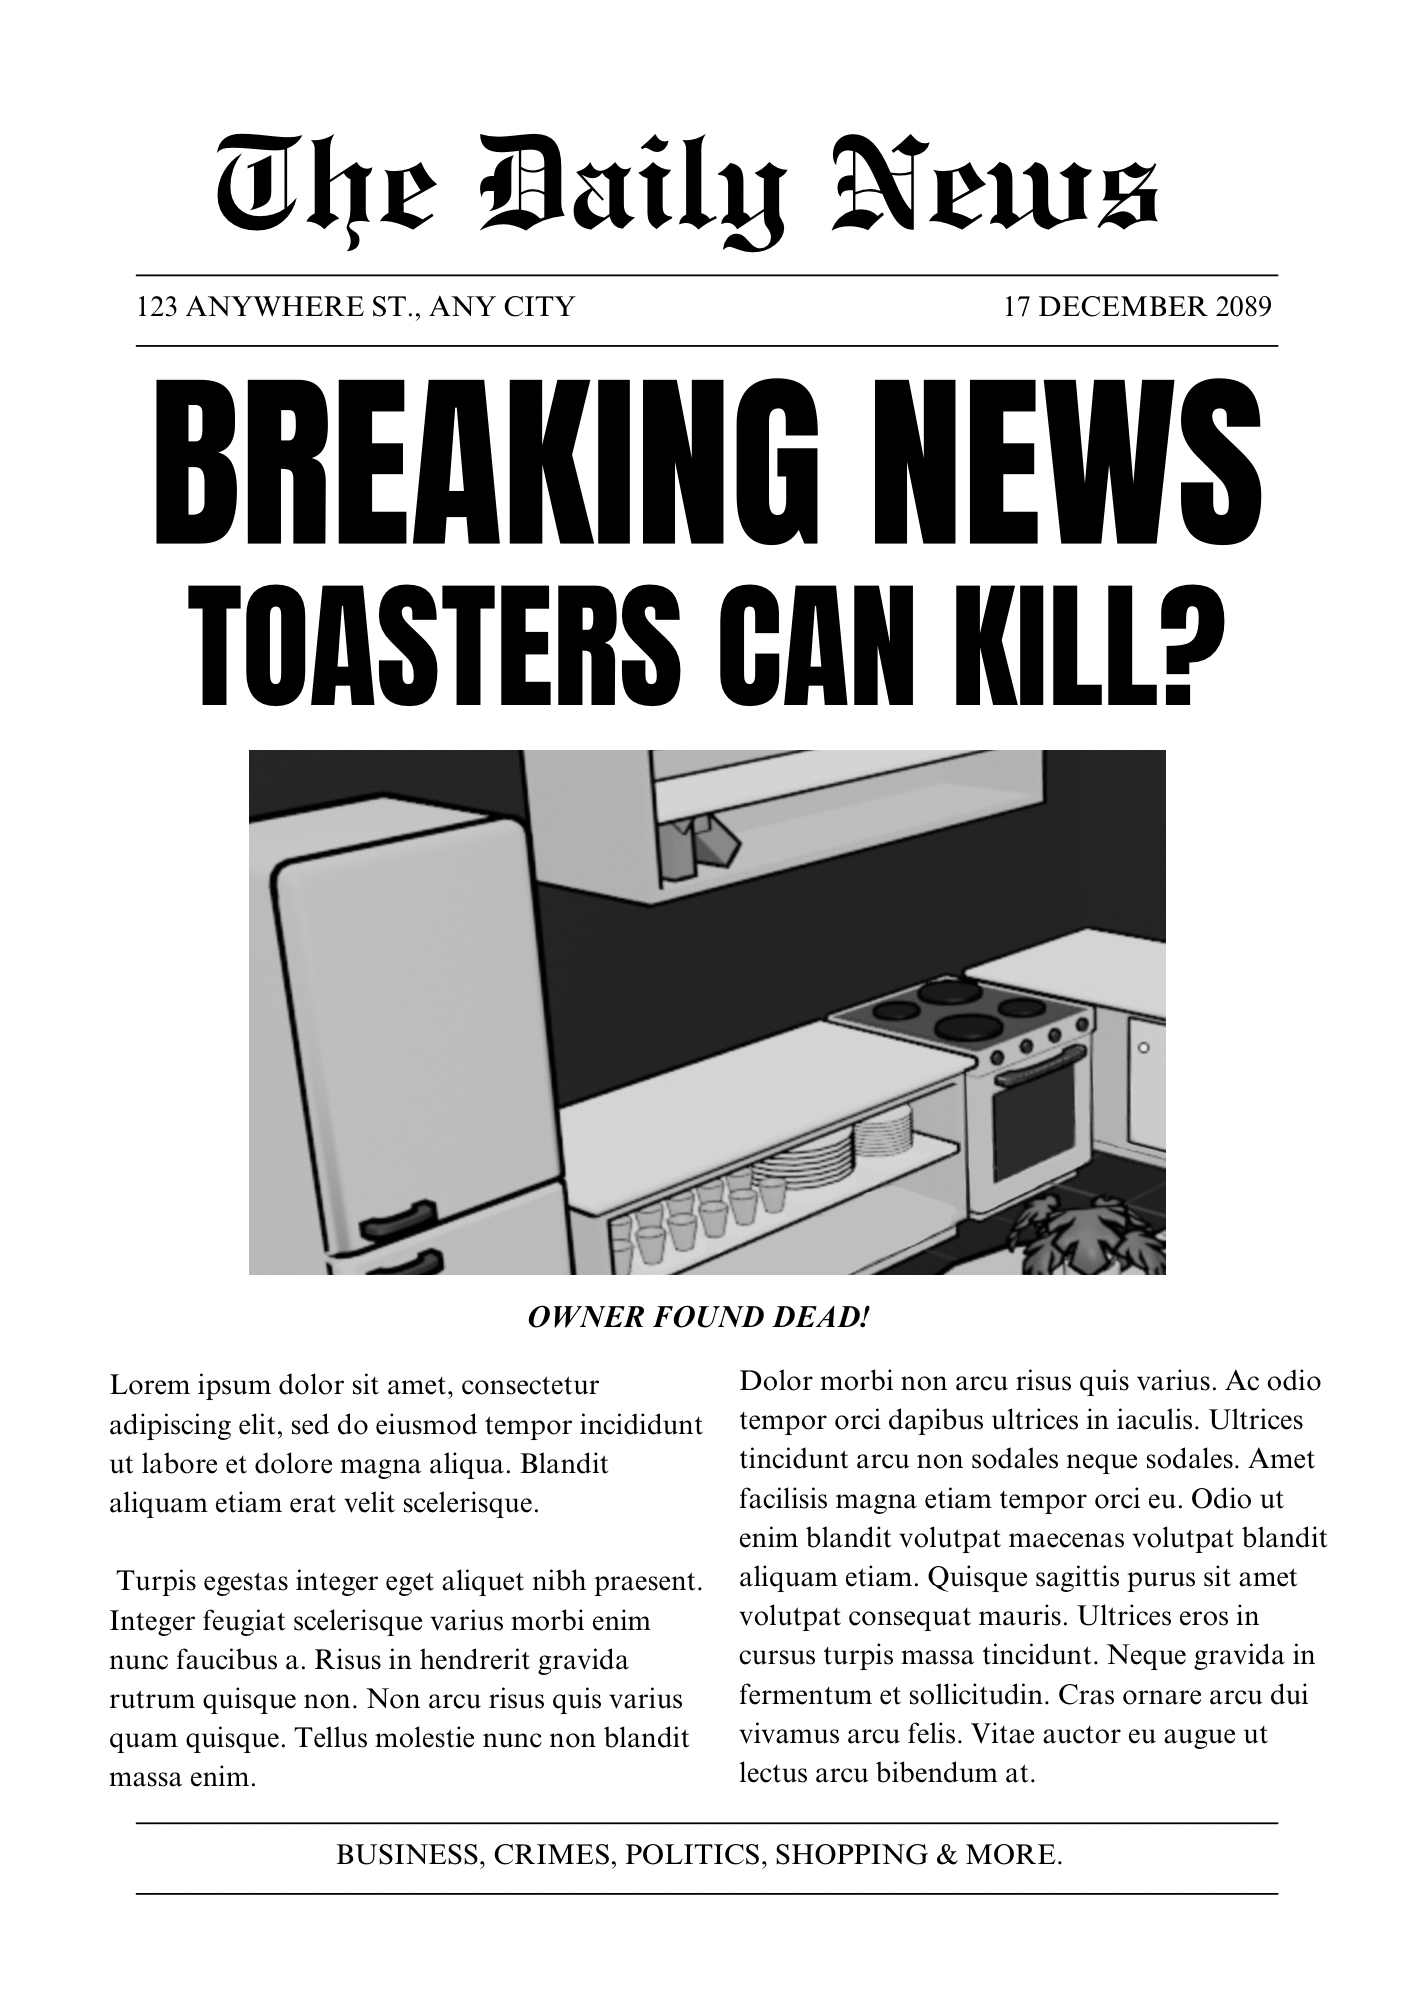 The Daily News
123 ANYWHERE ST., ANY CITY
17 DECEMBER 2089
BREAKING NEWS
TOASTERS CAN KILL?
OWNER FOUND DEAD!
Lorem ipsum dolor sit amet, consectetur
adipiscing elit, sed do eiusmod tempor incididunt
ut labore et dolore magna aliqua. Blandit
aliquam etiam erat velit scelerisque.
Turpis egestas integer eget aliquet nibh praesent.
Integer feugiat scelerisque varius morbi enim
nunc faucibus a. Risus in hendrerit gravida
rutrum quisque non. Non arcu risus quis varius
quam quisque. Tellus molestie nunc non blandit
massa enim.
Dolor morbi non arcu risus quis varius. Ac odio
tempor orci dapibus ultrices in iaculis. Ultrices
tincidunt arcu non sodales neque sodales. Amet
facilisis magna etiam tempor orci eu. Odio ut
enim blandit volutpat maecenas volutpat blandit
aliquam etiam. Quisque sagittis purus sit amet
volutpat consequat mauris. Ultrices eros in
cursus turpis massa tincidunt. Neque gravida in
fermentum et sollicitudin. Cras ornare arcu dui
vivamus arcu felis. Vitae auctor eu augue ut
lectus arcu bibendum at.
BUSINESS, CRIMES, POLITICS, SHOPPING & MORE.